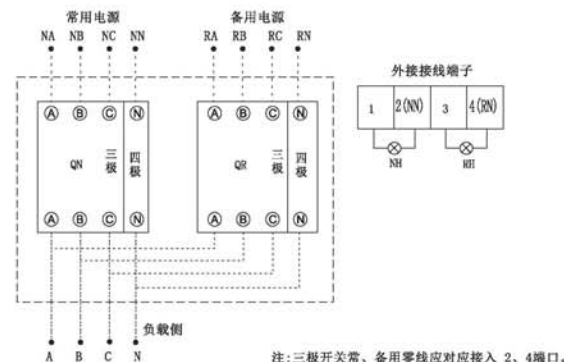 常用电源 备用电源
NA NB NC NN RA RB RC RN
外接接线端子
1 2(NN) 3 4(RN)
NH RH
A B C N A B C N
QN 三极 四极 QR 三极 四极
A B C N A B C N
负载侧
A B C N
注:三极开关常、备用零线应对应接入 2、4端口。